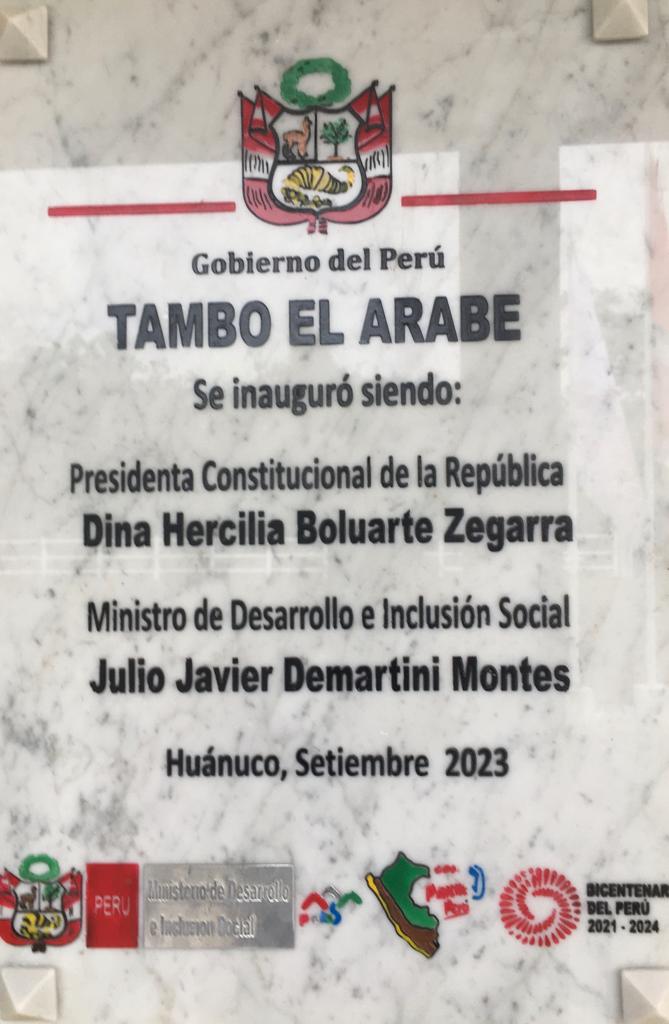 Gobierno del Perú
TAMBO EL ARABE
Se inauguró siendo:
Presidenta Constitucional de la República
Dina Hercilia Boluarte Zegarra
Ministro de Desarrollo e Inclusión Social
Julio Javier Demartini Montes
Huánuco, Setiembre 2023
PERU
Ministerio de Desarrollo
e Inclusion Social
Perú
BICENTENAR
DEL PERÚ
2021 - 2024